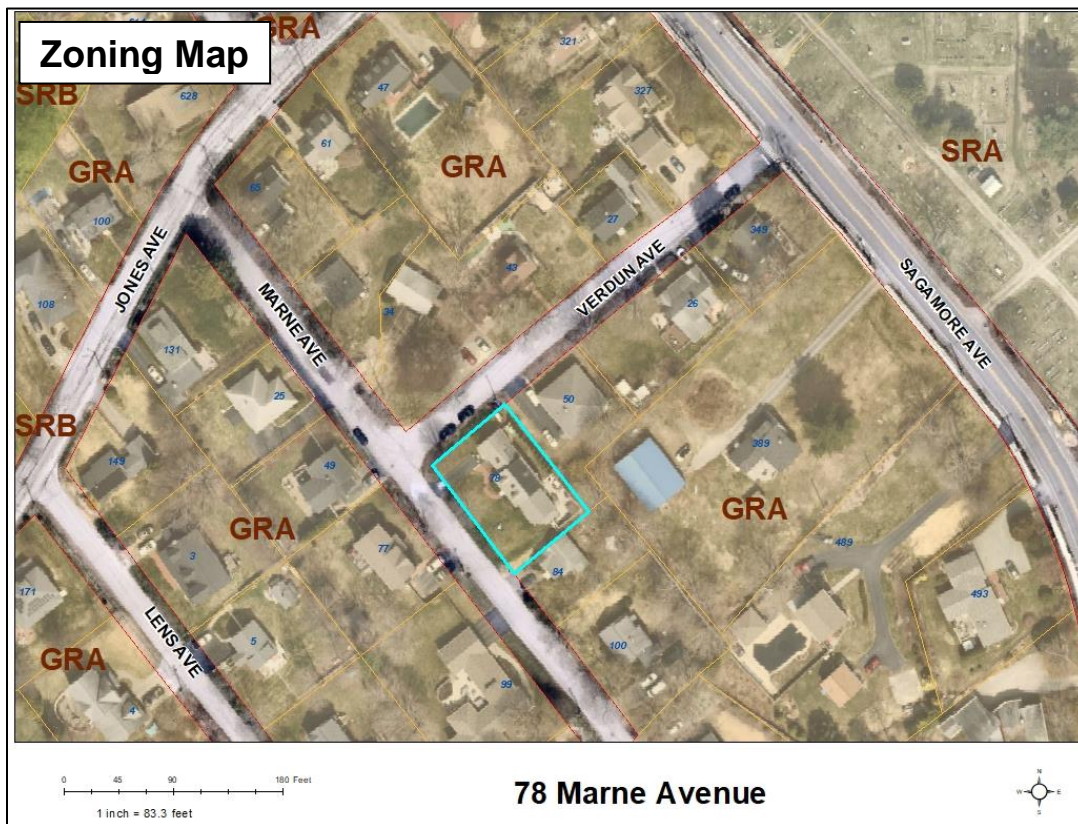 Zoning Map
GRA
321
SRB
628
47
327
61
GRA
GRA
SRA
65
100
27
349
JONES AVE
43
VERDUN AVE
108
34
MARNE AVE
26
SAGAMORE AVE
131
25
50
SRB
389
149
49
78
GRA
GRA
77
3
84
489
171
493
LENS AVE
5
100
GRA
99
4
0 45 90 180 Feet
1 inch = 83.3 feet
78 Marne Avenue
N
W E
S